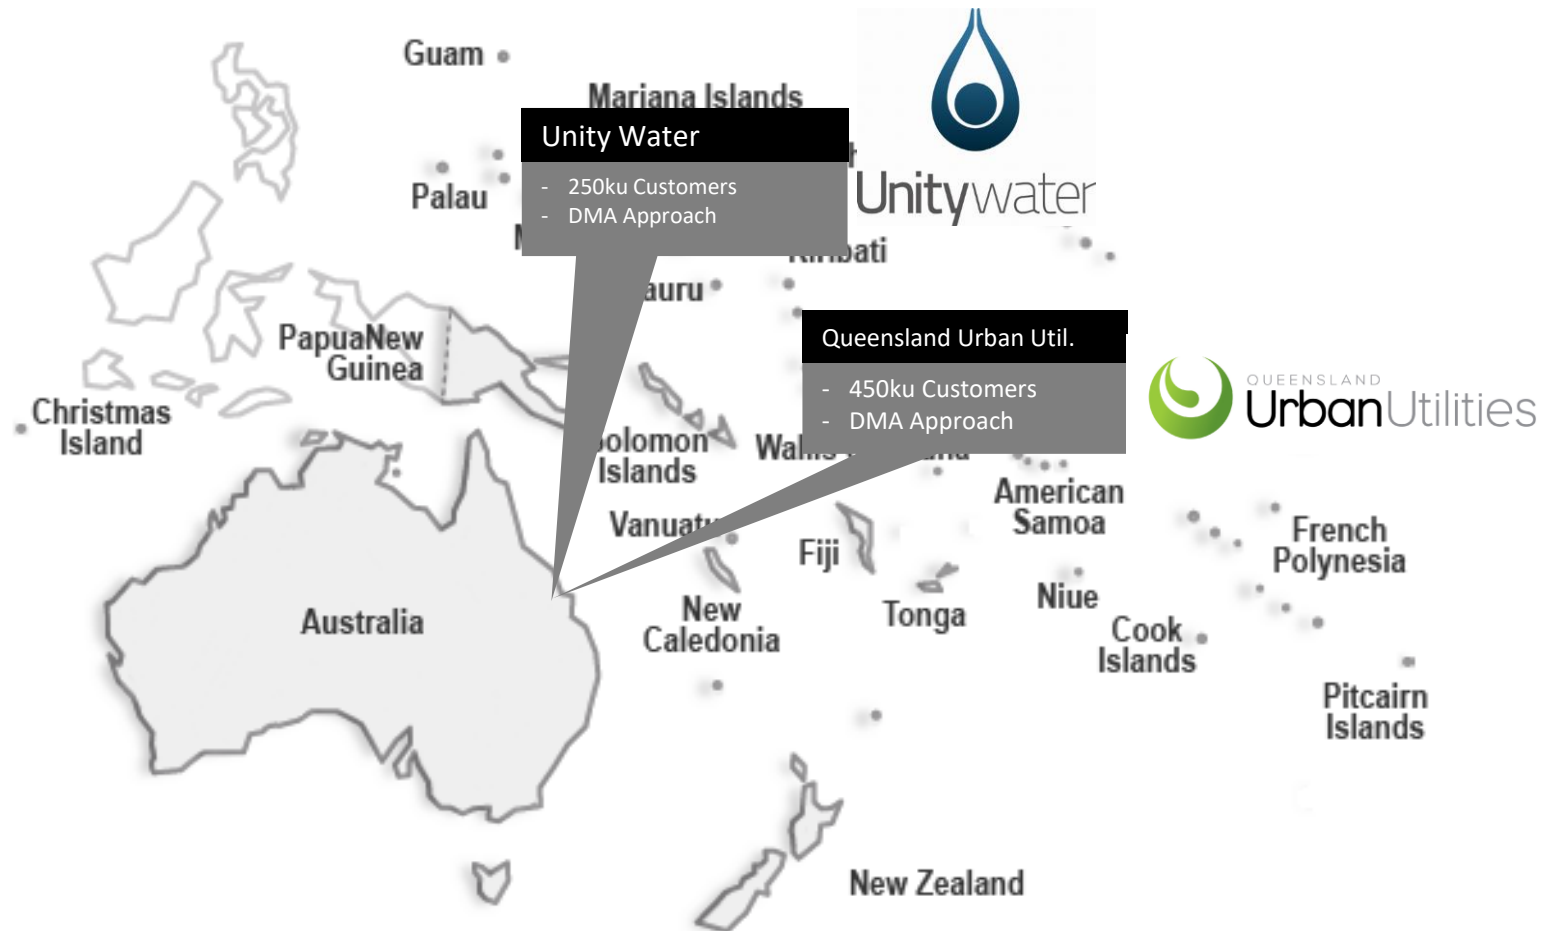 Guam
Mariana Islands
Unity Water
- 250ku Customers
- DMA Approach
Unitywater
Palau
Queensland Urban Util.
- 450ku Customers
- DMA Approach
QUEENSLAND
UrbanUtilities
PapuaNew
Guinea
Christmas
Island
Islands
American
Samoa
French
Polynesia
Fiji
Australia
New
Caledonia
Tonga
Niue
Cook
Islands
Pitcairn
Islands
New Zealand